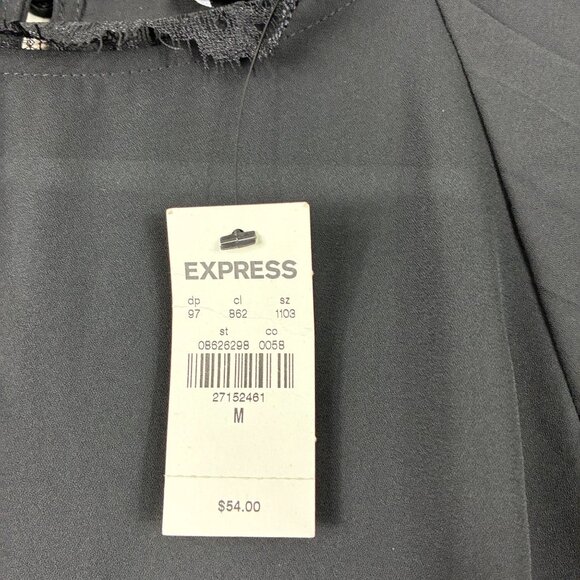 EXPRESS
dp cl sz
97 862 1103
st co
08626298 0058
27152461
M
$54.00